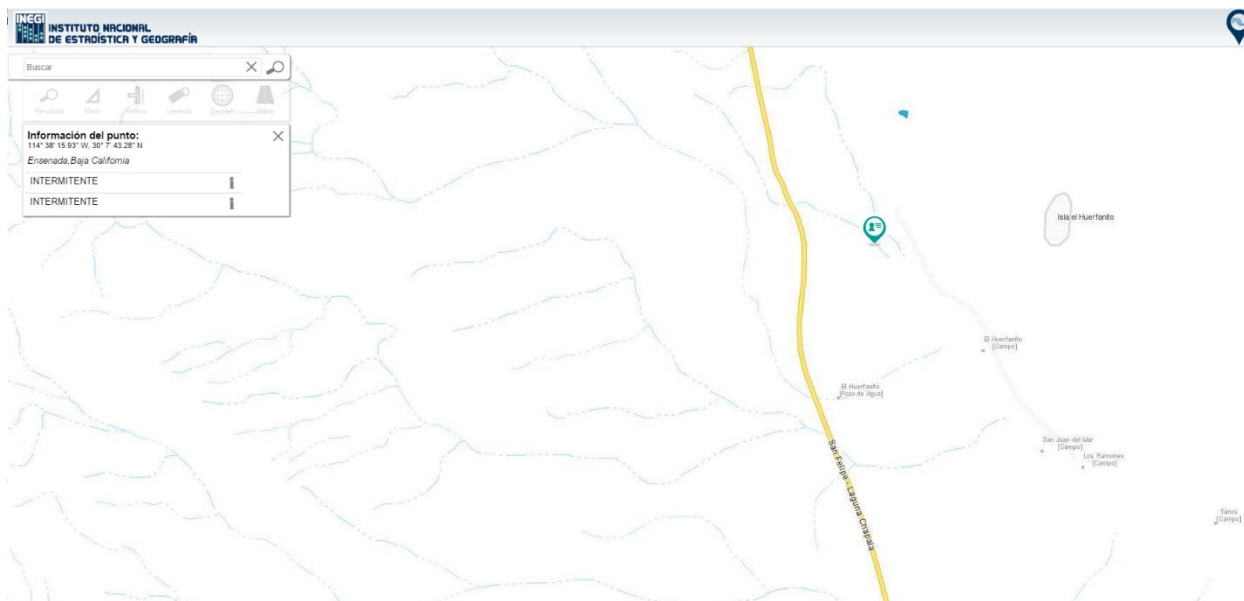 INEGI
INSTITUTO NACIONAL
DE ESTADÍSTICA Y GEOGRAFÍA
Buscar
Información del punto:
114° 38' 15.93" W, 30° 7' 43.28" N
Ensenada,Baja California
INTERMITENTE
INTERMITENTE
Isla el Huerfanito
El Huerfanito
[Campo]
El Huerfanito
[Pozo de Agua]
San Juan del Mar
[Campo]
Los Ramones
[Campo]
San Felipe - Laguna Chapala
Tanos
[Campo]